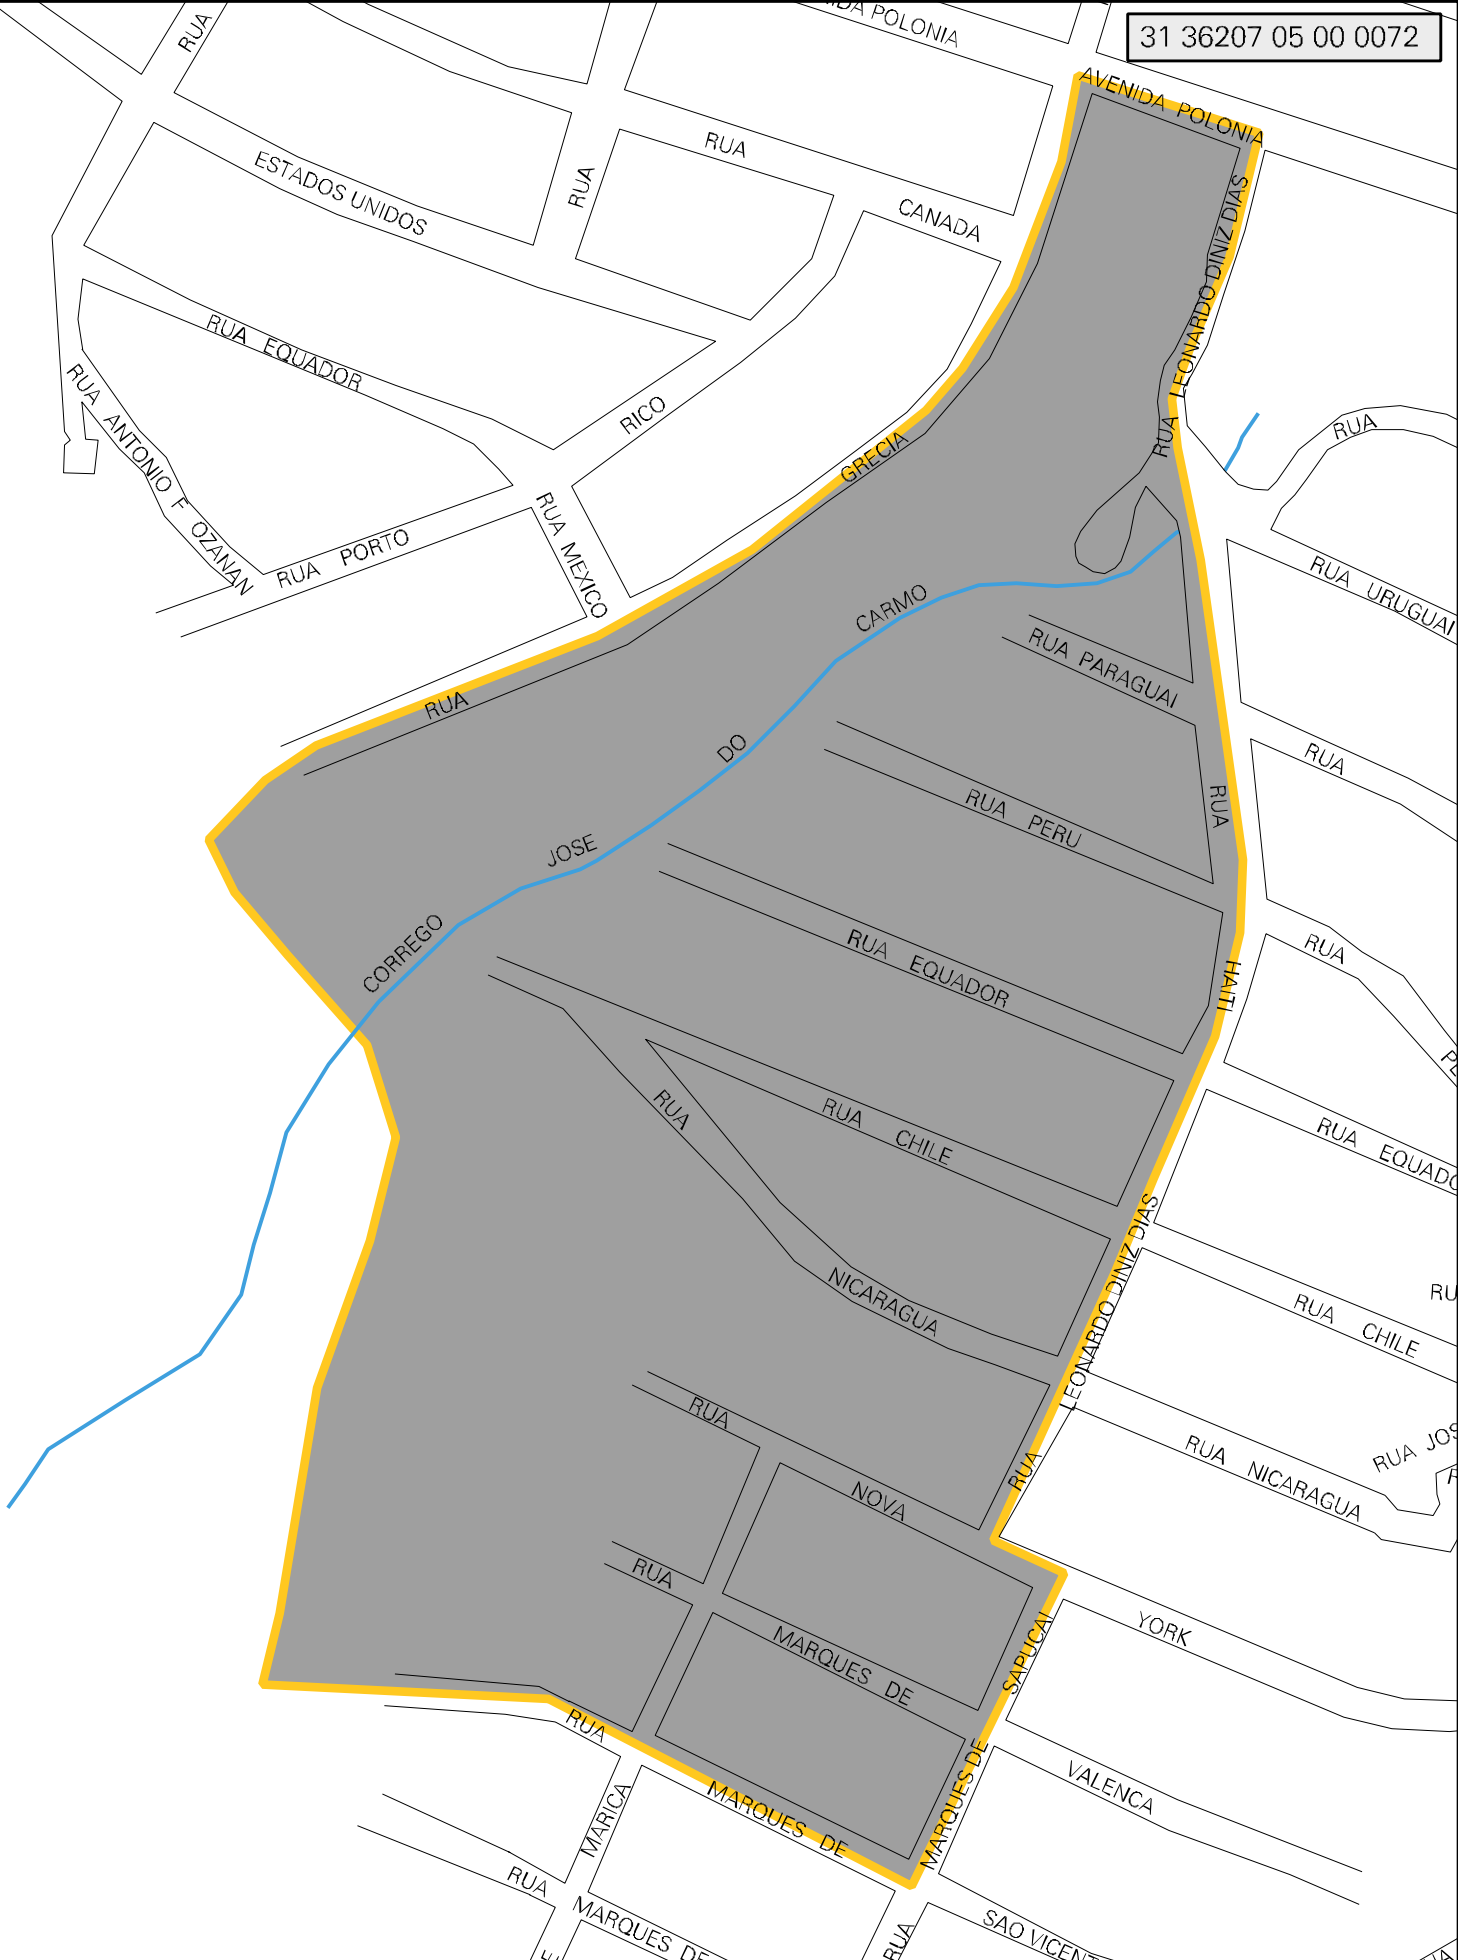 31 36207 05 00 0072
POLONIA
RUA
AVENIDA POLONIA
RUA
ESTADOS UNIDOS
RUA
CANADA
RUA LEONARDO DINIZ DIAS
RUA EQUADOR
RUA ANTONIO F OZANAN
RICO
GRECIA
RUA
RUA MEXICO
RUA PORTO
RUA URUGUAI
CARMO
RUA PARAGUAI
RUA
DO
RUA
RUA
RUA PERU
JOSE
CORREGO
RUA EQUADOR
RUA
HAITI
RUA
RUA CHILE
RUA EQUADO
NICARAGUA
RUA LEONARDO DINIZ DIAS
RUA CHILE
RU
RUA
NOVA
RUA NICARAGUA
RUA JOS
RUA
MARQUES DE
SAPUCAI
YORK
RUA
MARQUES DE
MARQUES DE
VALENCA
MARICA
RUA
MARQUES DE
RUA
SAO VICENT